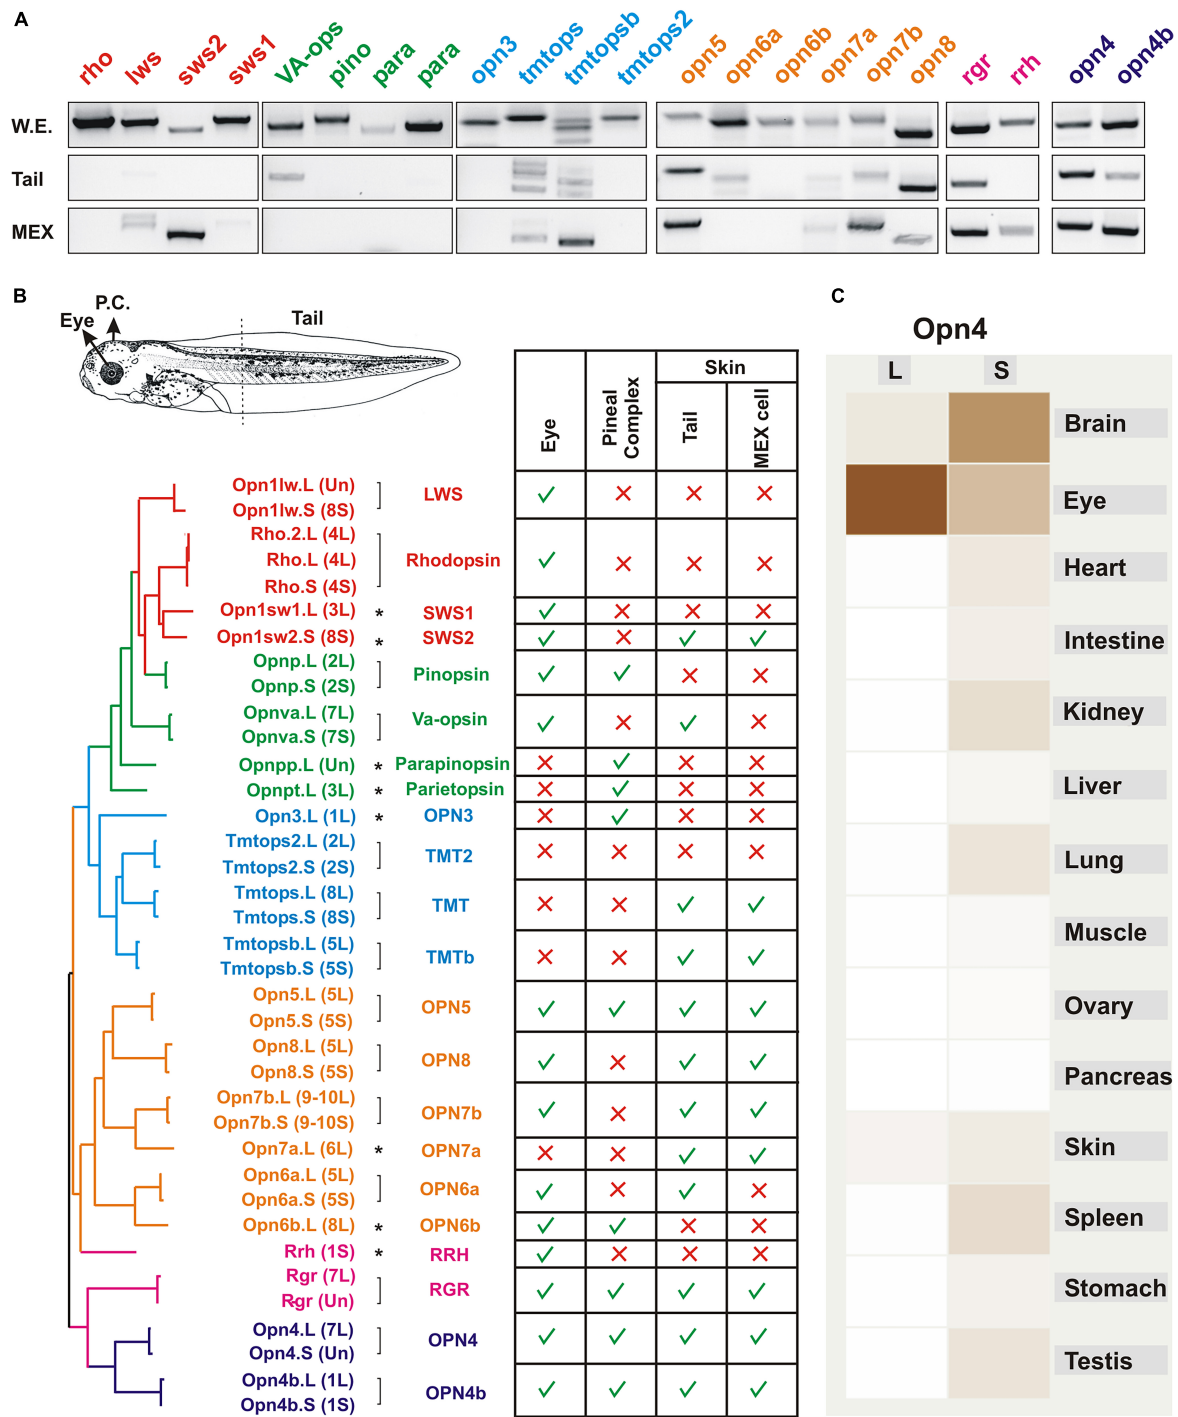 A
rho
lws
sws2
sws1
VA-ops
pino
para
para
opn3
tmtops
tmtopsb
tmtops2
opn5
opn6a
opn6b
opn7a
opn7b
opn8
rgr
rrh
opn4
opn4b
W.E.
Tail
MEX
B
P.C.
Eye
Tail
Eye
Pineal
Complex
Skin
Tail
MEX cell
Opn1lw.L (Un)
Opn1lw.S (8S)
LWS
Rho.2.L (4L)
Rho.L (4L)
Rho.S (4S)
Rhodopsin
Opn1sw1.L (3L) * SWS1
Opn1sw2.S (8S) * SWS2
Opnp.L (2L)
Opnp.S (2S)
Pinopsin
Opnva.L (7L)
Opnva.S (7S)
Va-opsin
Opnpp.L (Un) * Parapinopsin
Opnpt.L (3L) * Parietopsin
Opn3.L (1L) * OPN3
Tmtops2.L (2L)
Tmtops2.S (2S)
TMT2
Tmtops.L (8L)
Tmtops.S (8S)
TMT
Tmtopsb.L (5L)
Tmtopsb.S (5S)
TMTb
Opn5.L (5L)
Opn5.S (5S)
OPN5
Opn8.L (5L)
Opn8.S (5S)
OPN8
Opn7b.L (9-10L)
Opn7b.S (9-10S)
OPN7b
Opn7a.L (6L) * OPN7a
Opn6a.L (5L)
Opn6a.S (5S)
OPN6a
Opn6b.L (8L) * OPN6b
Rrh (1S) * RRH
Rgr (7L)
Rgr (Un)
RGR
Opn4.L (7L)
Opn4.S (Un)
OPN4
Opn4b.L (1L)
Opn4b.S (1S)
OPN4b
C
Opn4
L
S
Brain
Eye
Heart
Intestine
Kidney
Liver
Lung
Muscle
Ovary
Pancreas
Skin
Spleen
Stomach
Testis